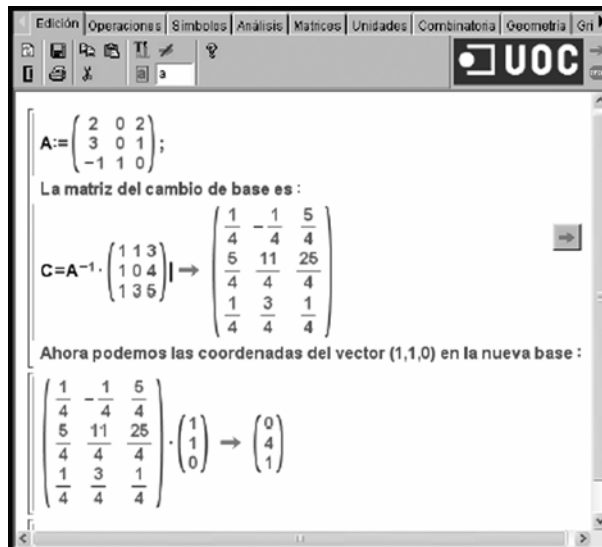 Edición Operaciones Símbolos Análisis Matrices Unidades Combinatoria Geometría Gri
a a UOC
A:= ( 2 0 2
3 0 1
−1 1 0 ) ;
La matriz del cambio de base es :
C=A⁻¹· ( 1 1 3
1 0 4
1 3 5 ) → ( 1/4 −1/4 5/4
5/4 11/4 25/4
1/4 3/4 1/4 )
Ahora podemos las coordenadas del vector (1,1,0) en la nueva base :
( 1/4 −1/4 5/4
5/4 11/4 25/4
1/4 3/4 1/4 ) · ( 1
1
0 ) → ( 0
4
1 )